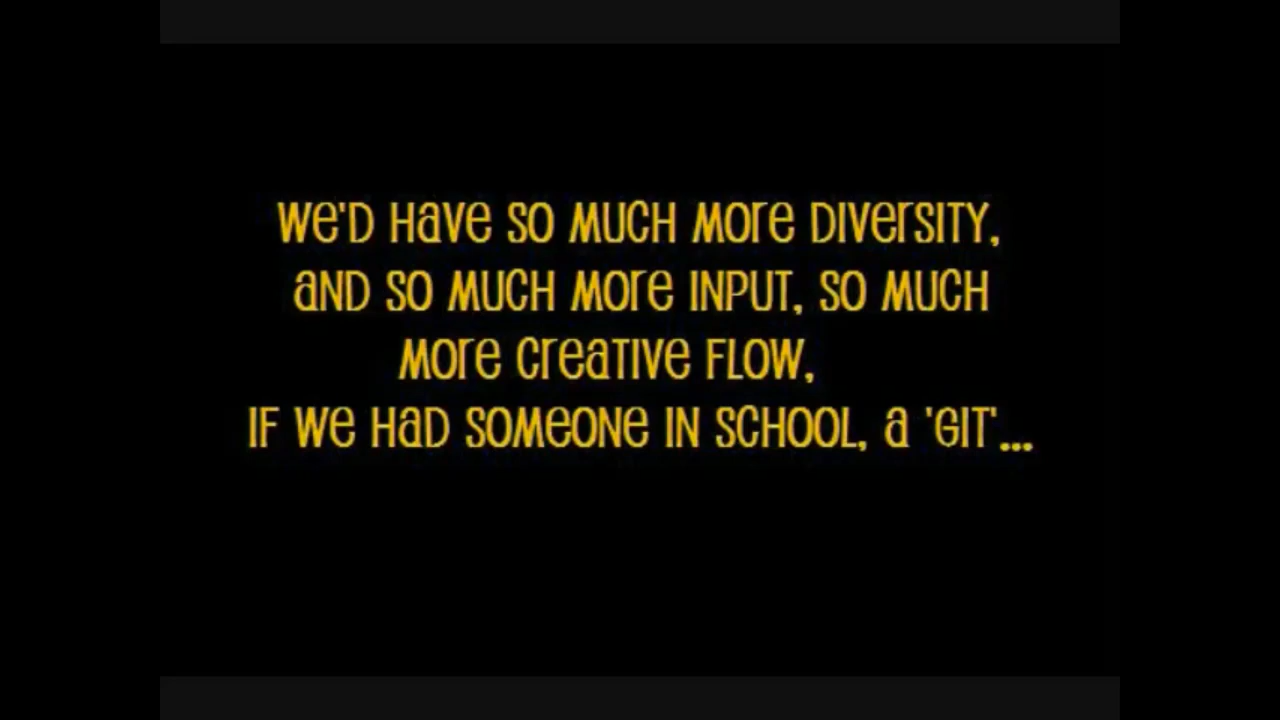 We'D Have SO MUCH More DIVersITY,
aND SO MUCH More INPUT, SO MUCH
More CreaTIVe FLOW,
IF We HaD SOMeONe IN SCHOOL, a 'GIT'...